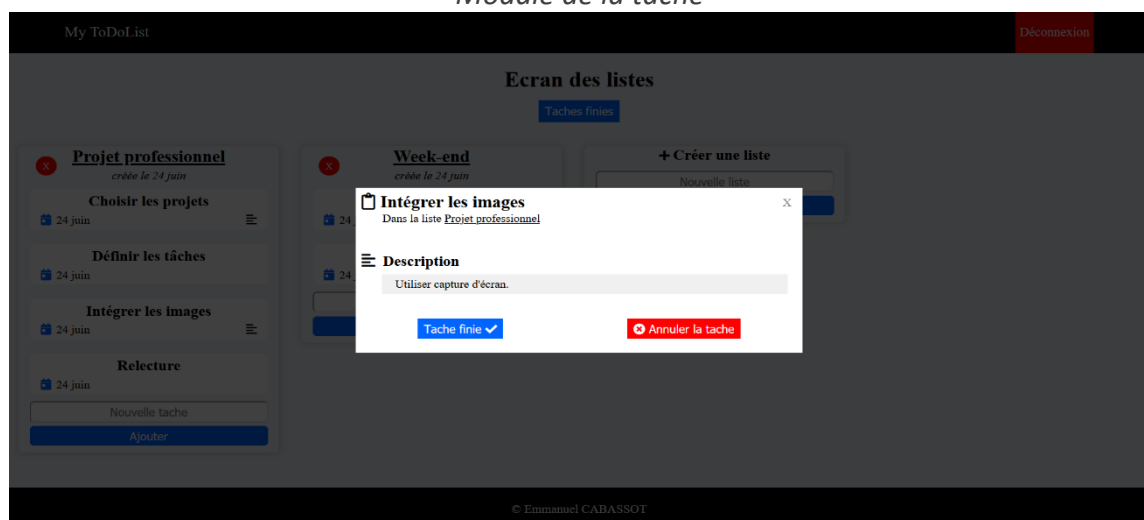 Module de la tache
My ToDoList
Déconnexion
Ecran des listes
Taches finies
X
Projet professionnel
créée le 24 juin
Choisir les projets
24 juin
Définir les tâches
24 juin
Intégrer les images
24 juin
Relecture
24 juin
Nouvelle tache
Ajouter
X
Week-end
créée le 24 juin
24
24
Créer une liste
Nouvelle liste
Intégrer les images
X
Dans la liste Projet professionnel
Description
Utiliser capture d'écran.
Tache finie
Annuler la tache
© Emmanuel CABASSOT